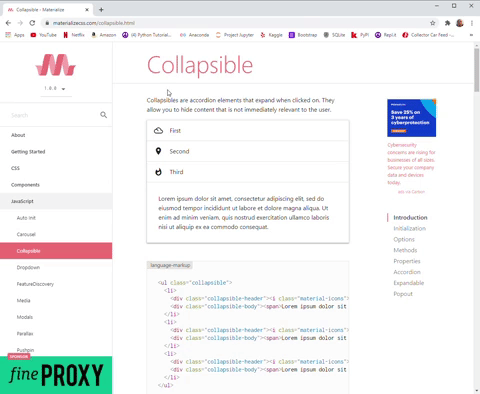 Collapsible - Materialize
materializecss.com/collapsible.html
Apps
YouTube
Netflix
Amazon
(4) Python Tutorial...
Anaconda
Project Jupyter
Kaggle
Bootstrap
SQLite
PyPI
Repl.it
Collector Car Feed -...
1.0.0
Search
About
Getting Started
CSS
Components
JavaScript
Auto Init
Carousel
Collapsible
Dropdown
FeatureDiscovery
Media
Modals
Parallax
Pushpin
SPONSOR
fine PROXY
Collapsible
Collapsibles are accordion elements that expand when clicked on. They
allow you to hide content that is not immediately relevant to the user.
First
Second
Third
Lorem ipsum dolor sit amet, consectetur adipiscing elit, sed do
eiusmod tempor incididunt ut labore et dolore magna aliqua. Ut
enim ad minim veniam, quis nostrud exercitation ullamco laboris
nisi ut aliquip ex ea commodo consequat.
language-markup
<ul class="collapsible">
<li>
<div class="collapsible-header"><i class="material-icons"
<div class="collapsible-body"><span>Lorem ipsum dolor sit
</li>
<li>
<div class="collapsible-header"><i class="material-icons"
<div class="collapsible-body"><span>Lorem ipsum dolor sit
</li>
<li>
<div class="collapsible-header"><i class="material-icons"
<div class="collapsible-body"><span>Lorem ipsum dolor sit
</li>
</ul>
Save 25% on
3 years of
cyberprotection
Cybersecurity
concerns are rising for
businesses of all sizes.
Secure your company
data and devices
today.
ads via Carbon
Introduction
Initialization
Options
Methods
Properties
Accordion
Expandable
Popout